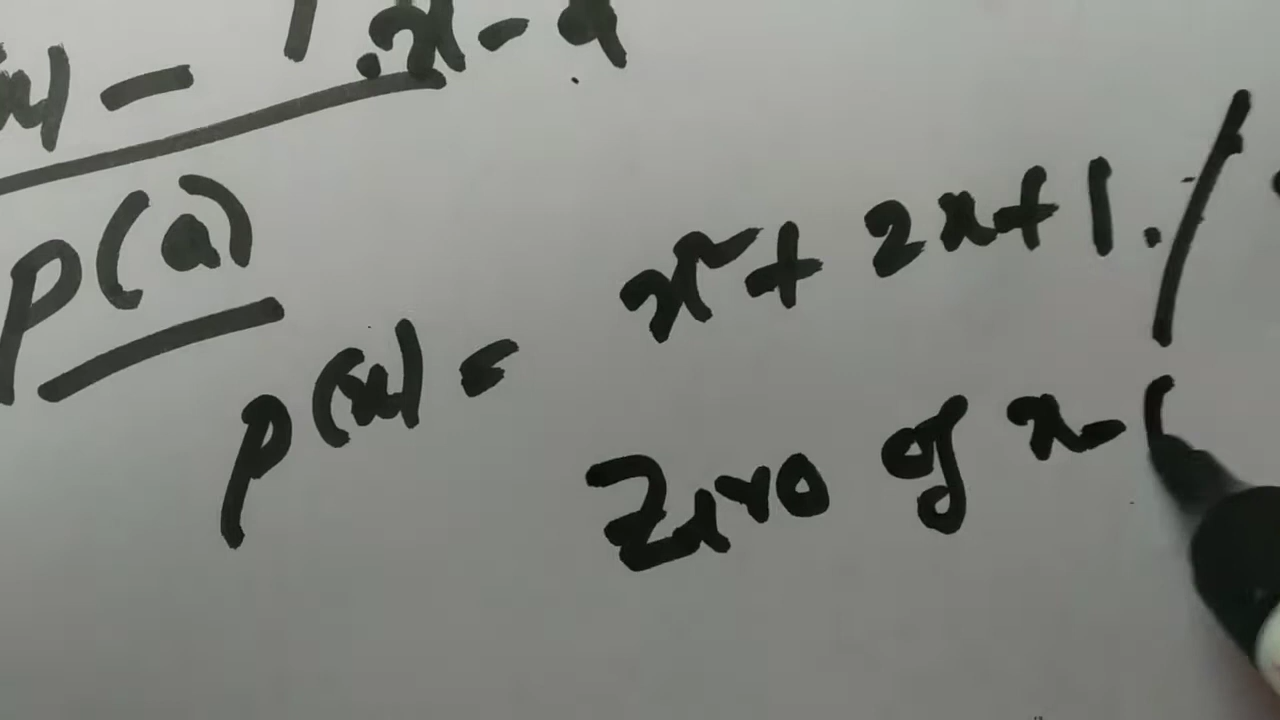 x) - x - a
p(a)
p(x) = x² + 2x + 1. /
Zero of x - (